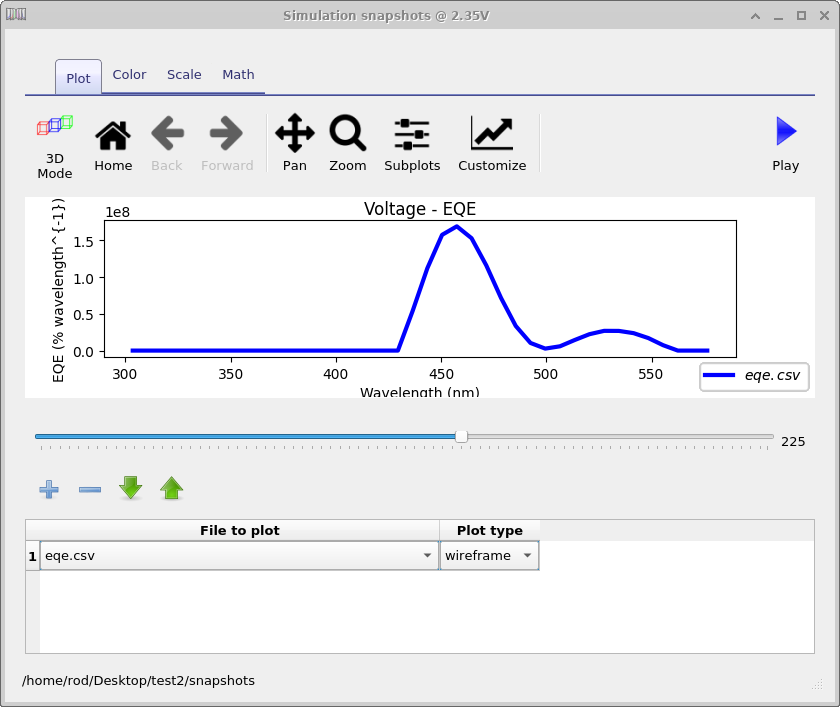 Simulation snapshots @ 2.35V
Plot Color Scale Math
3D Mode Home Back Forward Pan Zoom Subplots Customize Play
Voltage - EQE
1e8
EQE (% wavelength^{-1})
1.5
1.0
0.5
0.0
300 350 400 450 500 550
Wavelength (nm)
eqe.csv
225
File to plot Plot type
1 eqe.csv wireframe
/home/rod/Desktop/test2/snapshots